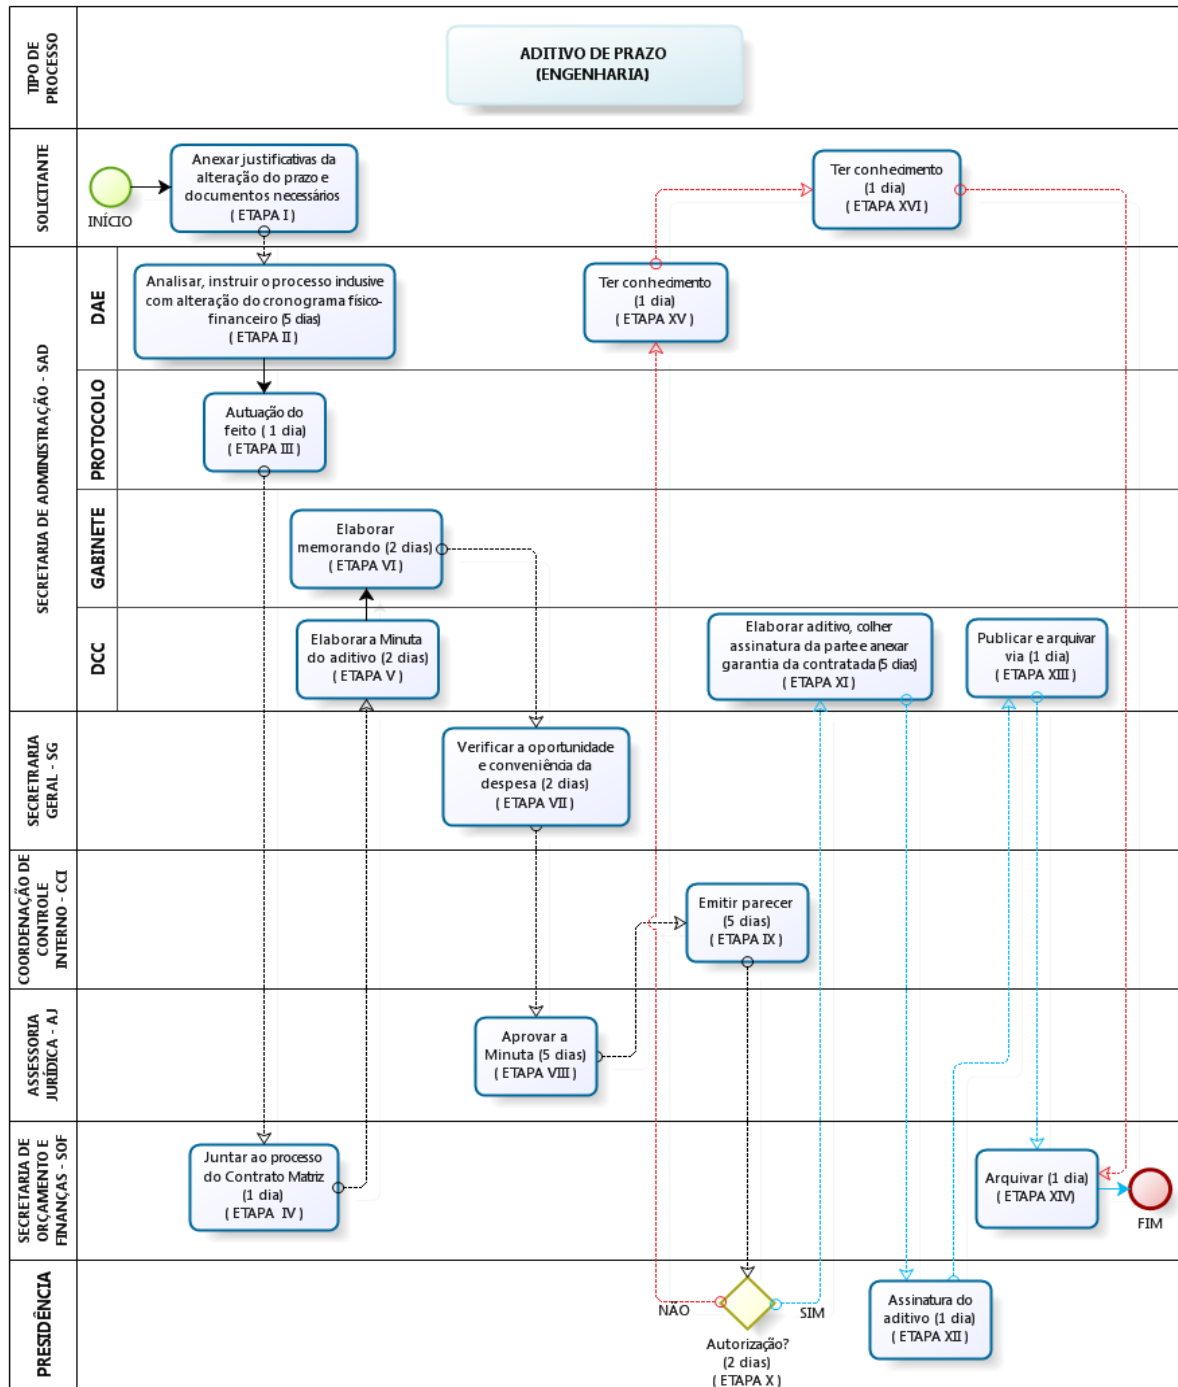 TIPO DE
PROCESSO
ADITIVO DE PRAZO
(ENGENHARIA)
SOLICITANTE
INÍCIO
Anexar justificativas da
alteração do prazo e
documentos necessários
( ETAPA I )
Ter conhecimento
(1 dia)
( ETAPA XVI )
SECRETARIA DE ADMINISTRAÇÃO - SAD
DAE
Analisar, instruir o processo inclusive
com alteração do cronograma físico-
financeiro (5 dias)
( ETAPA II )
Ter conhecimento
(1 dia)
( ETAPA XV )
PROTOCOLO
Autuação do
feito ( 1 dia)
( ETAPA III )
GABINETE
Elaborar
memorando (2 dias)
( ETAPA VI )
DCC
Elaborar a Minuta
do aditivo (2 dias)
( ETAPA V )
Elaborar aditivo, colher
assinatura da parte e anexar
garantia da contratada (5 dias)
( ETAPA XI )
Publicar e arquivar
via (1 dia)
( ETAPA XIII )
SECRETRARIA
GERAL - SG
Verificar a oportunidade
e conveniência da
despesa (2 dias)
( ETAPA VII )
COORDENAÇÃO DE
CONTROLE
INTERNO - CCI
Emitir parecer
(5 dias)
( ETAPA IX )
ASSESSORIA
JURÍDICA - AJ
Aprovar a
Minuta (5 dias)
( ETAPA VIII )
SECRETARIA DE
ORÇAMENTO E
FINANÇAS - SOF
Juntar ao processo
do Contrato Matriz
(1 dia)
( ETAPA IV )
Arquivar (1 dia)
( ETAPA XIV)
FIM
PRESIDÊNCIA
NÃO
SIM
Autorização?
(2 dias)
( ETAPA X )
Assinatura do
aditivo (1 dia)
( ETAPA XII )